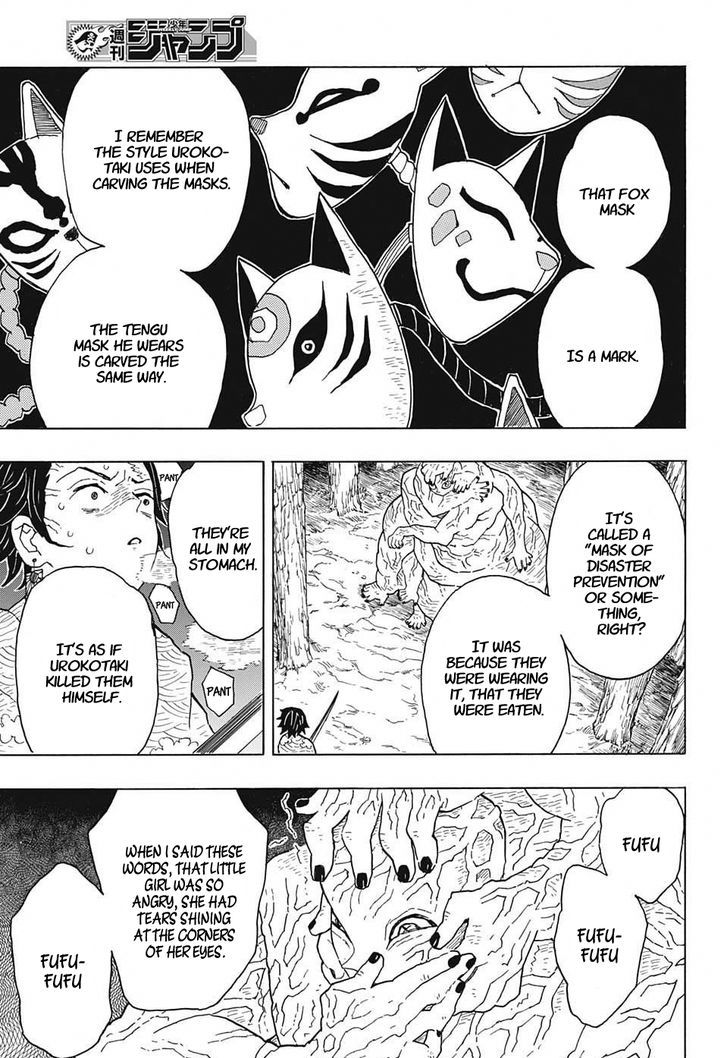 週刊
少年
ジャンプ
THAT FOX
MASK
IS A MARK.
I REMEMBER
THE STYLE UROKO-
TAKI USES WHEN
CARVING THE MASKS.
THE TENGU
MASK HE WEARS
IS CARVED THE
SAME WAY.
IT'S
CALLED A
"MASK OF
DISASTER
PREVENTION"
OR SOME-
THING,
RIGHT?
IT WAS
BECAUSE THEY
WERE WEARING
IT, THAT THEY
WERE EATEN.
PANT
THEY'RE
ALL IN MY
STOMACH.
PANT
PANT
IT'S AS IF
UROKOTAKI
KILLED THEM
HIMSELF.
FUFU
FUFU-
FUFU
WHEN I SAID THESE
WORDS, THAT LITTLE
GIRL WAS SO
ANGRY, SHE HAD
TEARS SHINING
AT THE CORNERS
OF HER EYES.
FUFU-
FUFU